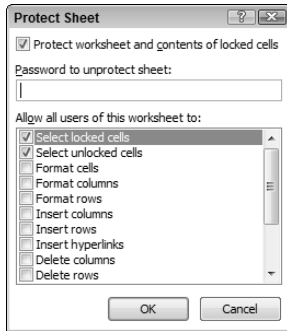 Protect Sheet
Protect worksheet and contents of locked cells
Password to unprotect sheet:
Allow all users of this worksheet to:
Select locked cells
Select unlocked cells
Format cells
Format columns
Format rows
Insert columns
Insert rows
Insert hyperlinks
Delete columns
Delete rows
OK Cancel